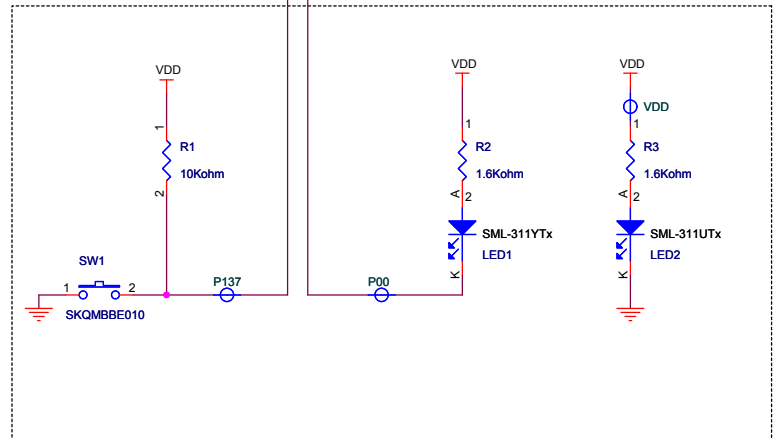 VDD
1
R1
10Kohm
2
SW1
1
2
SKQMBBE010
P137
P00
VDD
1
R2
1.6Kohm
A
2
SML-311YTx
LED1
K
VDD
VDD
1
R3
1.6Kohm
A
2
SML-311UTx
LED2
K